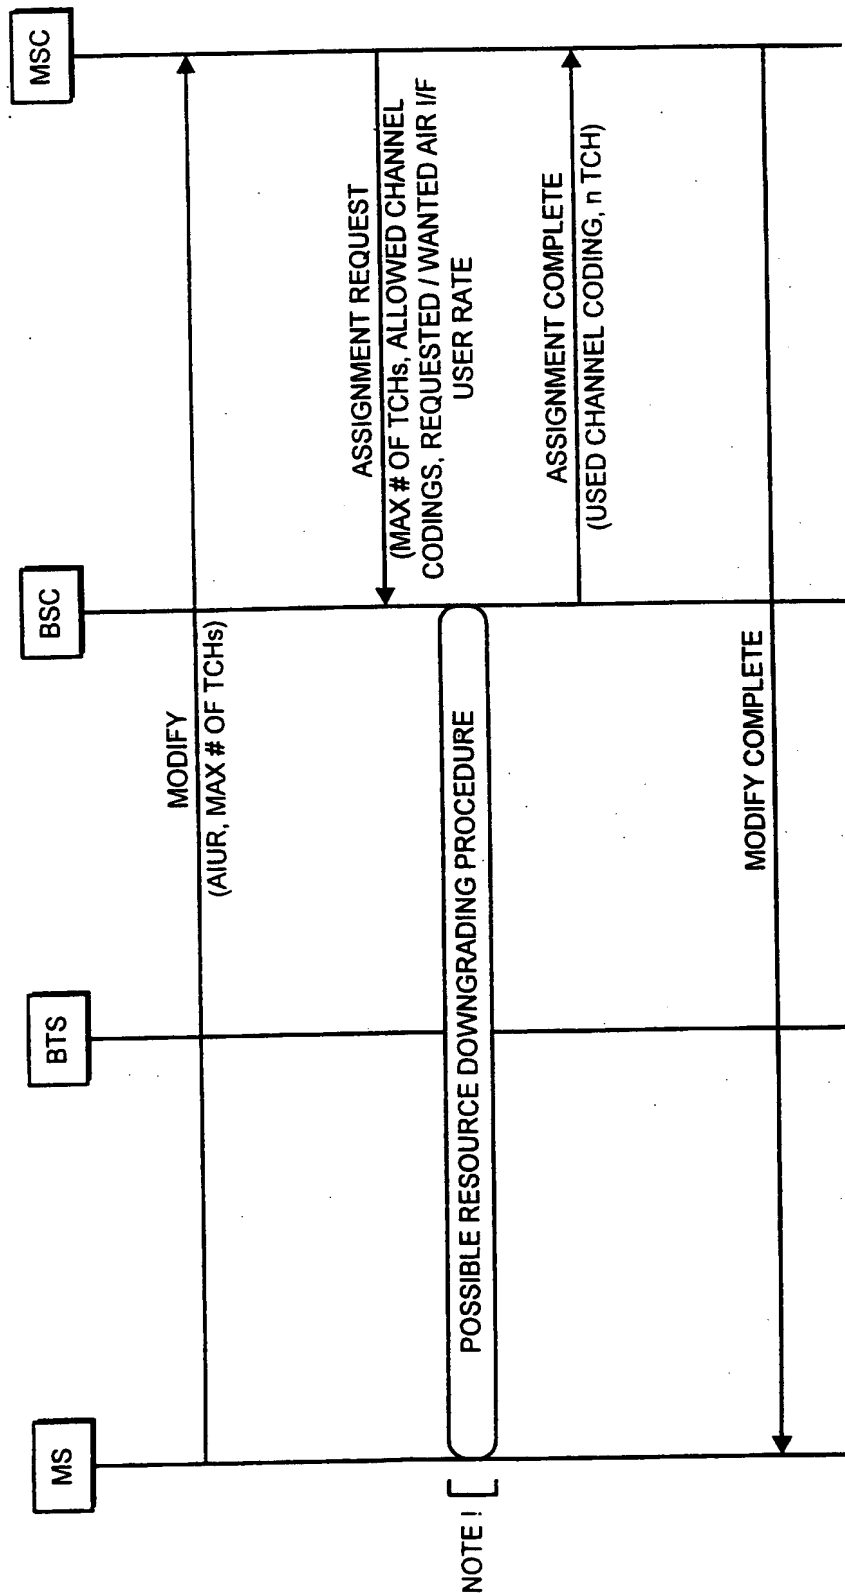 MS
BTS
BSC
MSC
MODIFY
(AIUR, MAX # OF TCHs)
ASSIGNMENT REQUEST
(MAX # OF TCHs, ALLOWED CHANNEL
CODINGS, REQUESTED / WANTED AIR I/F
USER RATE
NOTE !
POSSIBLE RESOURCE DOWNGRADING PROCEDURE
ASSIGNMENT COMPLETE
(USED CHANNEL CODING, n TCH)
MODIFY COMPLETE